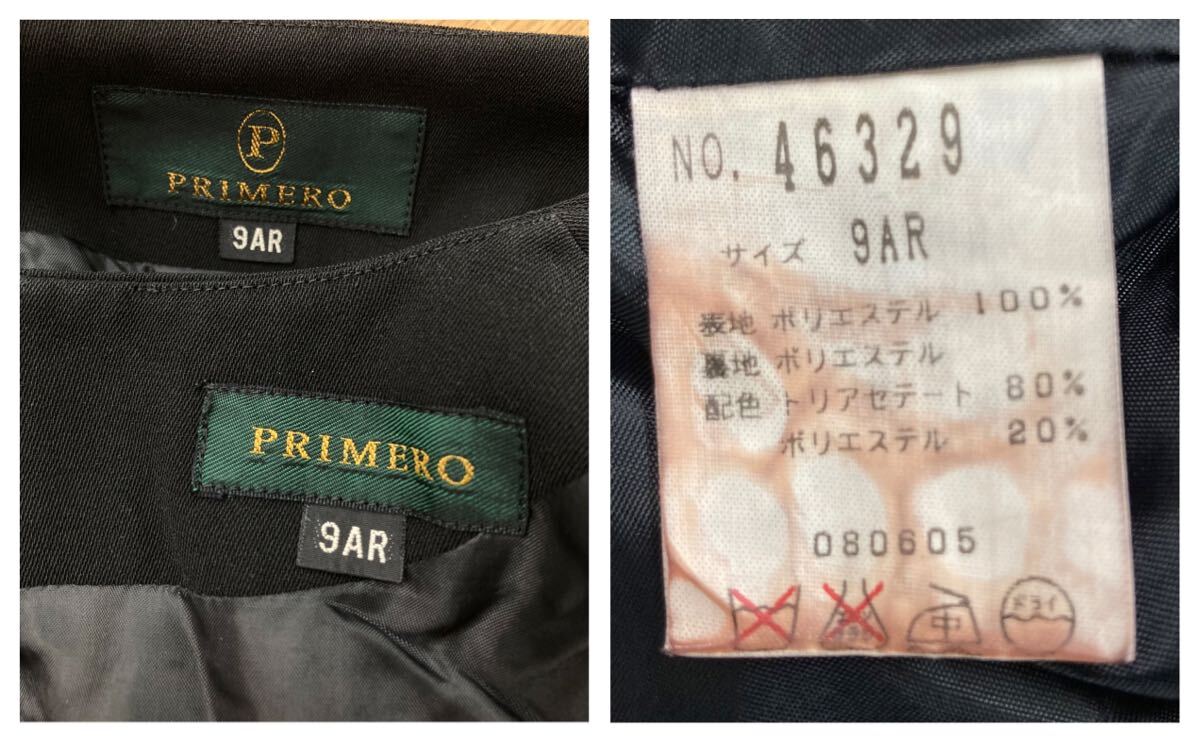 P
PRIMERO
9AR
PRIMERO
9AR
NO. 46329
サイズ 9AR
表地 ポリエステル 100%
裏地 ポリエステル
配色 トリアセテート 80%
ポリエステル 20%
080605
中 ドライ